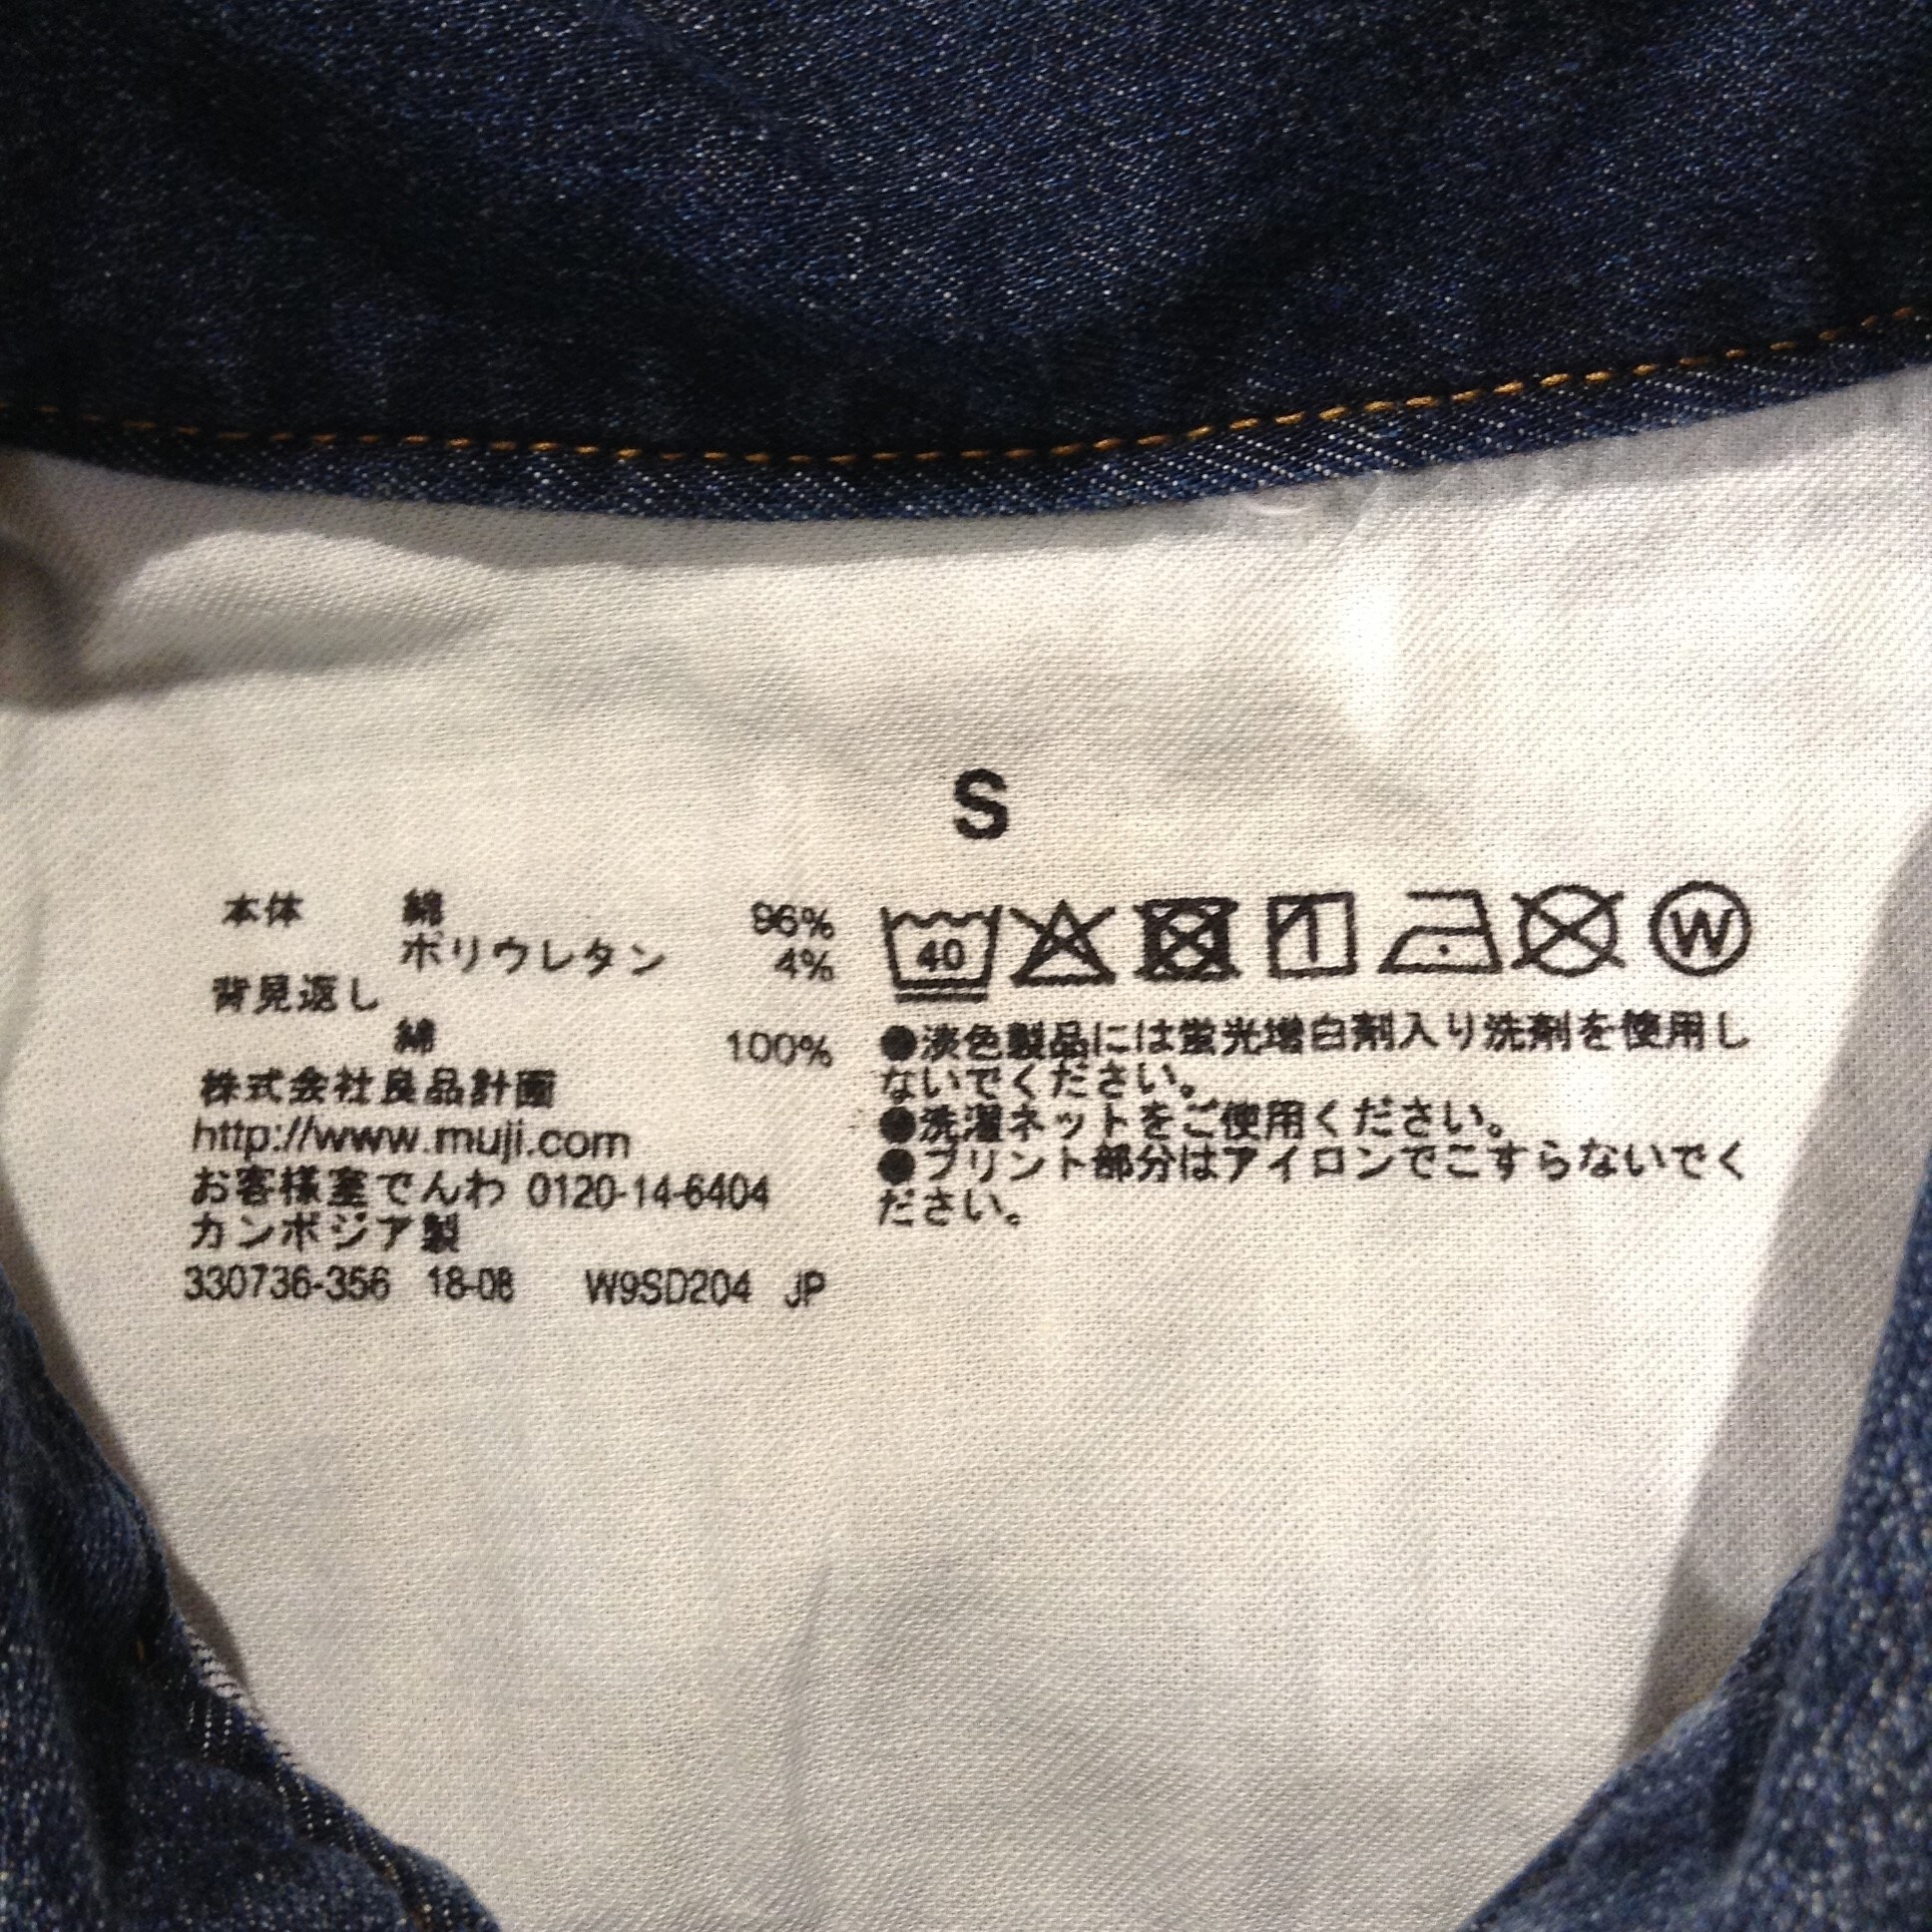 S
本体 綿 96%
ポリウレタン 4%
背見返し
綿 100%
株式会社良品計画
http://www.muji.com
お客様室でんわ 0120-14-6404
カンボジア製
330736-356 18-08 W9SD204 JP
40 1 W
●淡色製品には蛍光増白剤入り洗剤を使用し
ないでください。
●洗濯ネットをご使用ください。
●プリント部分はアイロンでこすらないでく
ださい。